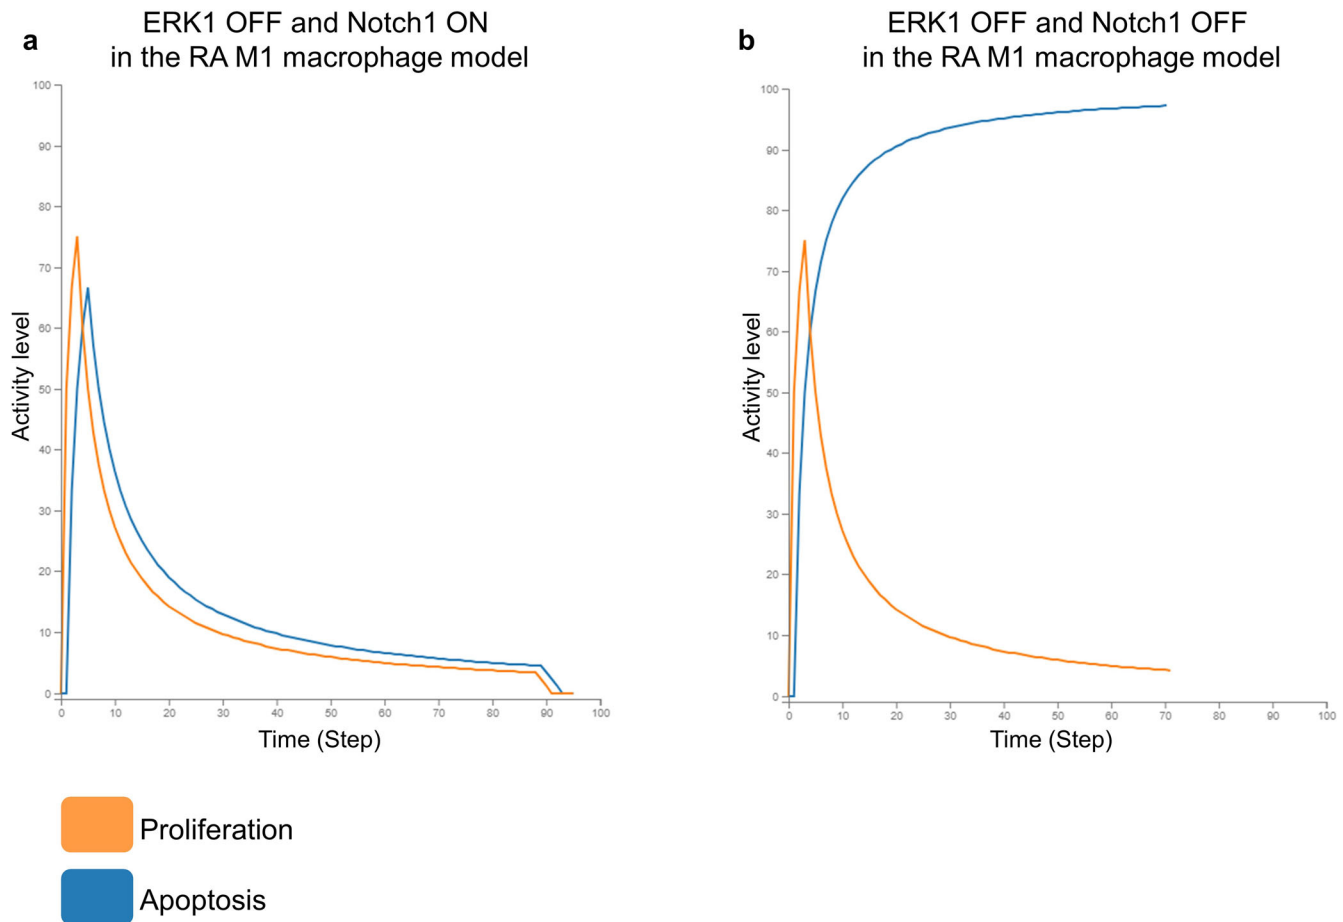 a
ERK1 OFF and Notch1 ON
in the RA M1 macrophage model
100
90
80
70
60
50
40
30
20
10
0
Activity level
0 10 20 30 40 50 60 70 80 90 100
Time (Step)
b
ERK1 OFF and Notch1 OFF
in the RA M1 macrophage model
100
90
80
70
60
50
40
30
20
10
0
Activity level
0 10 20 30 40 50 60 70 80 90 100
Time (Step)
Proliferation
Apoptosis